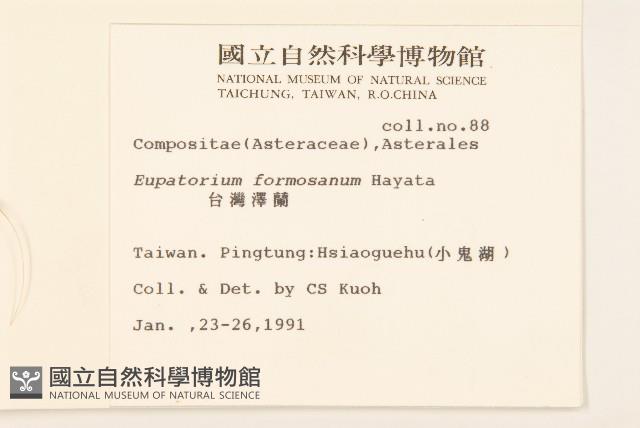 國立自然科學博物館
NATIONAL MUSEUM OF NATURAL SCIENCE
TAICHUNG, TAIWAN, R.O.CHINA
coll.no.88
Compositae(Asteraceae),Asterales
Eupatorium formosanum Hayata
台灣澤蘭
Taiwan. Pingtung:Hsiaoguehu(小鬼湖)
Coll. & Det. by CS Kuoh
Jan. ,23-26,1991
國立自然科學博物館
NATIONAL MUSEUM OF NATURAL SCIENCE